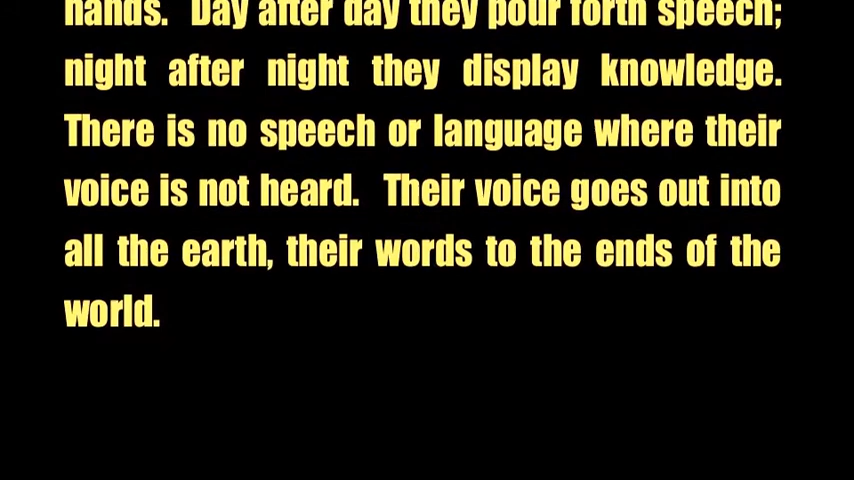 hands. Day after day they pour forth speech;
night after night they display knowledge.
There is no speech or language where their
voice is not heard. Their voice goes out into
all the earth, their words to the ends of the
world.